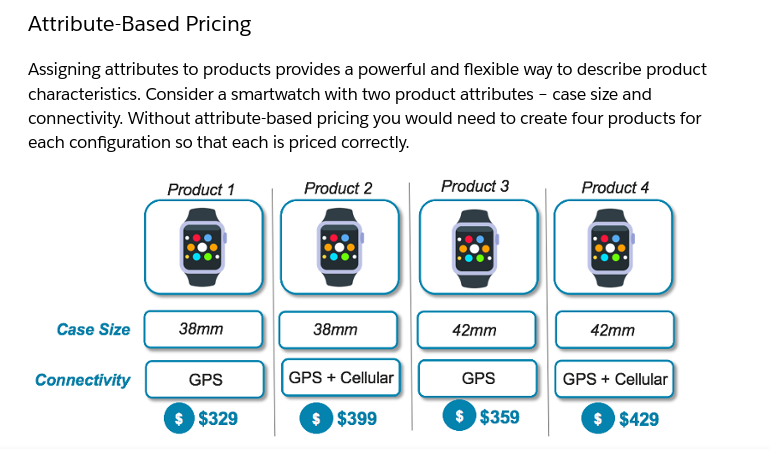 Attribute-Based Pricing
Assigning attributes to products provides a powerful and flexible way to describe product
characteristics. Consider a smartwatch with two product attributes – case size and
connectivity. Without attribute-based pricing you would need to create four products for
each configuration so that each is priced correctly.
Product 1 Product 2 Product 3 Product 4
Case Size 38mm 38mm 42mm 42mm
Connectivity GPS GPS + Cellular GPS GPS + Cellular
$ $329 $ $399 $ $359 $ $429